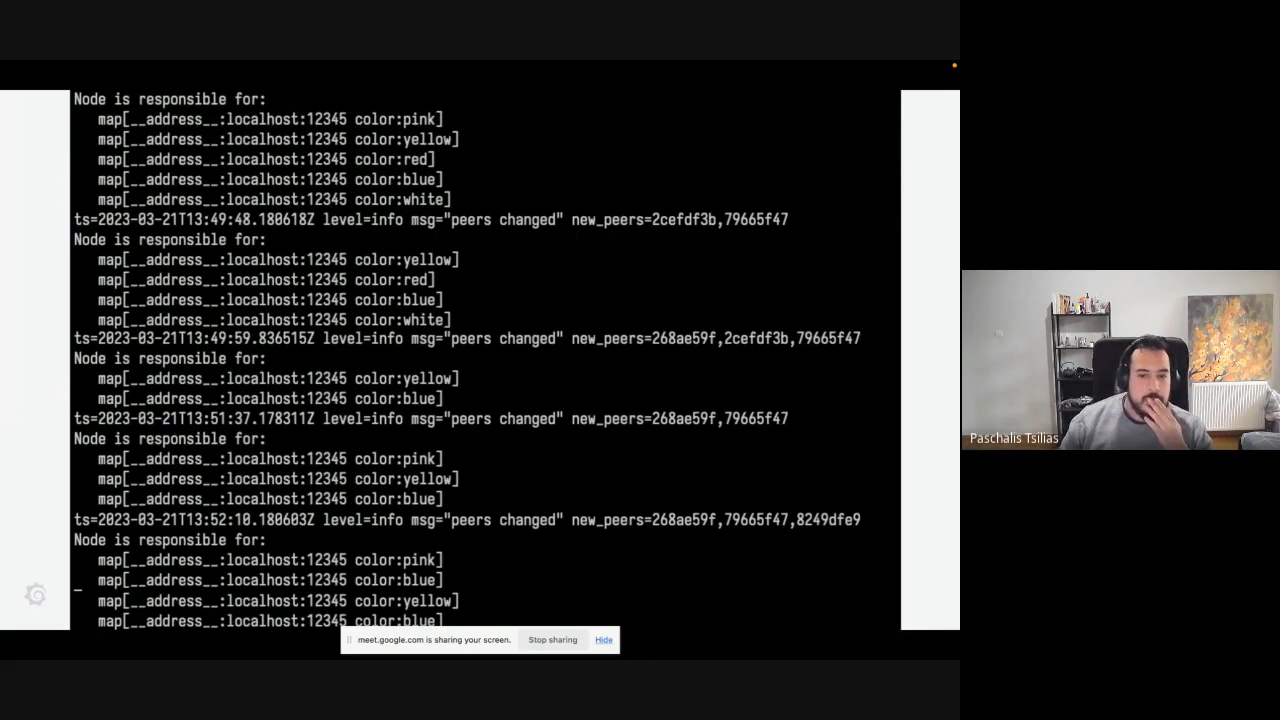 Node is responsible for:
map[__address__:localhost:12345 color:pink]
map[__address__:localhost:12345 color:yellow]
map[__address__:localhost:12345 color:red]
map[__address__:localhost:12345 color:blue]
map[__address__:localhost:12345 color:white]
ts=2023-03-21T13:49:48.180618Z level=info msg="peers changed" new_peers=2cefdf3b,79665f47
Node is responsible for:
map[__address__:localhost:12345 color:yellow]
map[__address__:localhost:12345 color:red]
map[__address__:localhost:12345 color:blue]
map[__address__:localhost:12345 color:white]
ts=2023-03-21T13:49:59.836515Z level=info msg="peers changed" new_peers=268ae59f,2cefdf3b,79665f47
Node is responsible for:
map[__address__:localhost:12345 color:yellow]
map[__address__:localhost:12345 color:blue]
ts=2023-03-21T13:51:37.178311Z level=info msg="peers changed" new_peers=268ae59f,79665f47
Node is responsible for:
map[__address__:localhost:12345 color:pink]
map[__address__:localhost:12345 color:yellow]
map[__address__:localhost:12345 color:blue]
ts=2023-03-21T13:52:10.180603Z level=info msg="peers changed" new_peers=268ae59f,79665f47,8249dfe9
Node is responsible for:
map[__address__:localhost:12345 color:pink]
map[__address__:localhost:12345 color:blue]
map[__address__:localhost:12345 color:yellow]
map[__address__:localhost:12345 color:blue]
meet.google.com is sharing your screen. Stop sharing Hide
Paschalis Tsilias